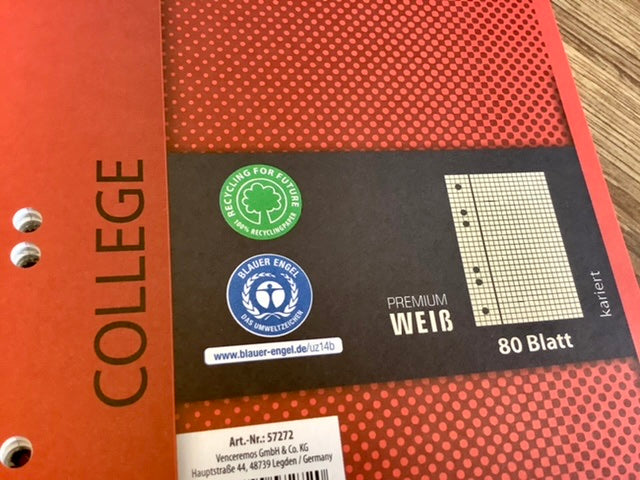 COLLEGE
RECYCLING FOR FUTURE
100% RECYCLINGPAPER
BLAUER ENGEL
DAS UMWELTZEICHEN
www.blauer-engel.de/uz14b
PREMIUM
WEIß
80 Blatt
kariert
Art.-Nr.: 57272
Venceremos GmbH & Co. KG
Hauptstraße 44, 48739 Legden / Germany